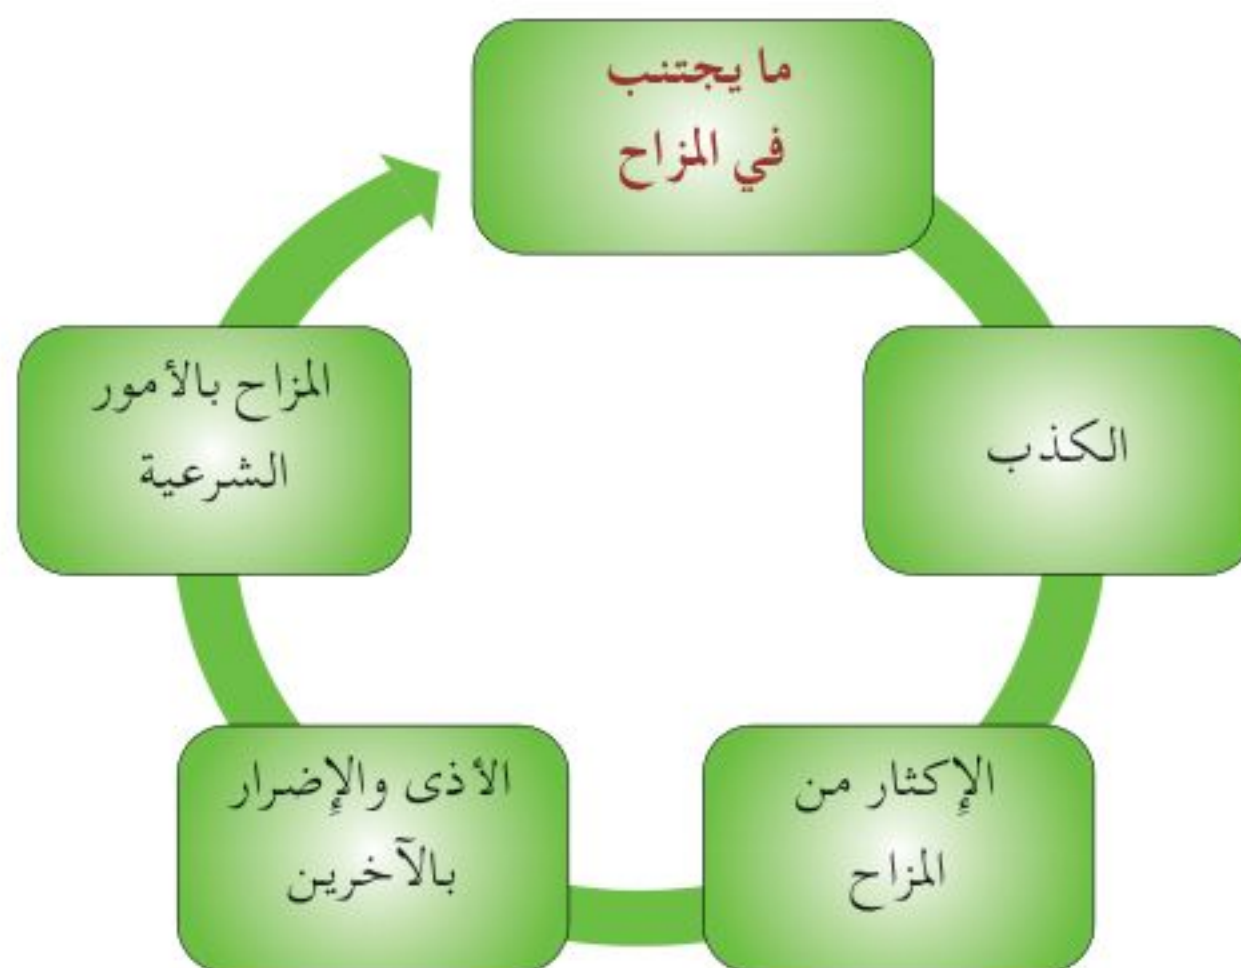 ما يجتنب
في المزاح
الكذب
الإكثار من
المزاح
الأذى والإضرار
بالآخرين
المزاح بالأمور
الشرعية